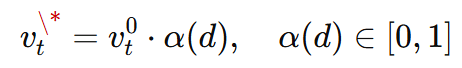 v_t^{\*} = v_t^0 · α(d),  α(d) ∈ [0, 1]